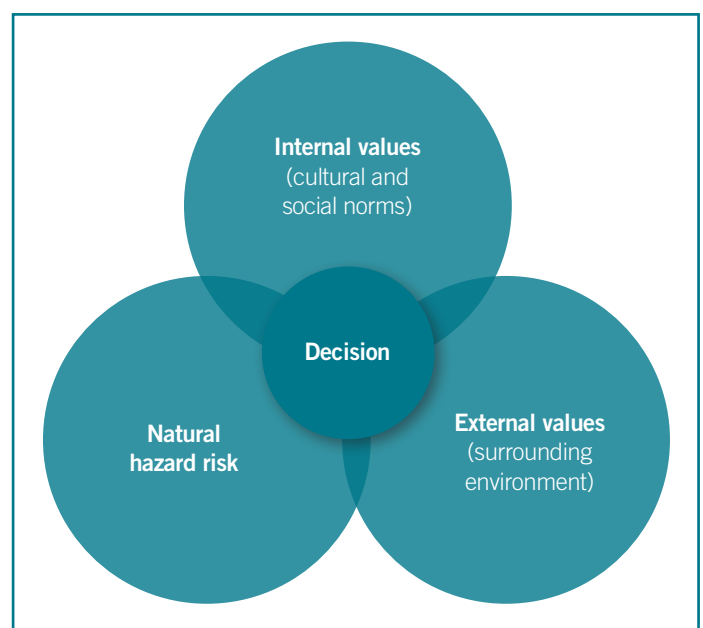 Internal values
(cultural and
social norms)
Decision
Natural
hazard risk
External values
(surrounding
environment)